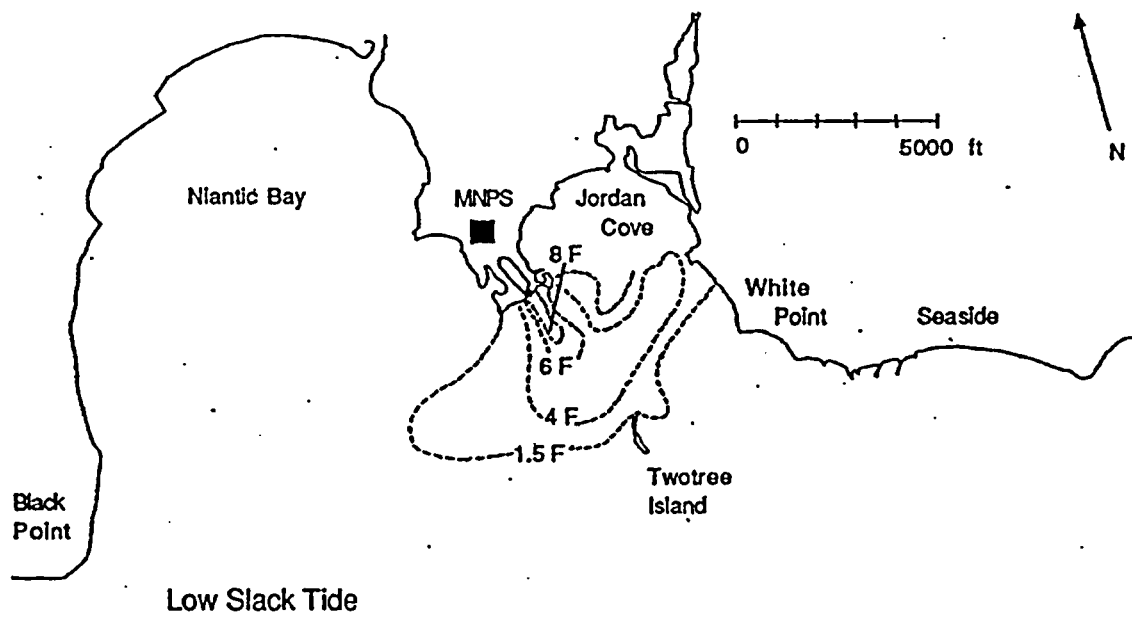 Niantic Bay
MNPS
Jordan
Cove
0 5000 ft
N
8 F
White
Point
Seaside
6 F
4 F
1.5 F
Twotree
Island
Black
Point
Low Slack Tide